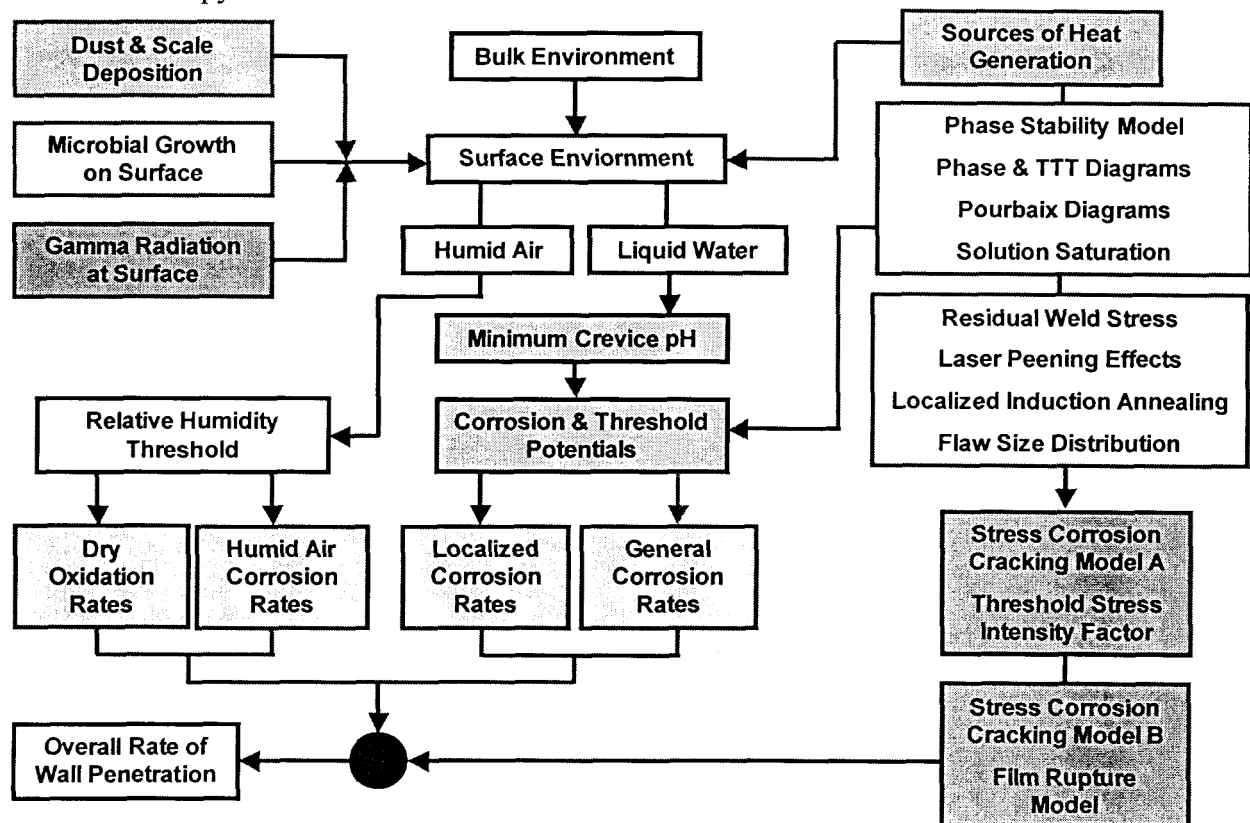 Dust & Scale
Deposition
Bulk Environment
Sources of Heat
Generation
Microbial Growth
on Surface
Surface Enviornment
Phase Stability Model
Phase & TTT Diagrams
Pourbaix Diagrams
Solution Saturation
Gamma Radiation
at Surface
Humid Air
Liquid Water
Minimum Crevice pH
Residual Weld Stress
Laser Peening Effects
Localized Induction Annealing
Flaw Size Distribution
Relative Humidity
Threshold
Corrosion & Threshold
Potentials
Dry
Oxidation
Rates
Humid Air
Corrosion
Rates
Localized
Corrosion
Rates
General
Corrosion
Rates
Stress Corrosion
Cracking Model A
Threshold Stress
Intensity Factor
Stress Corrosion
Cracking Model B
Film Rupture
Model
Overall Rate of
Wall Penetration